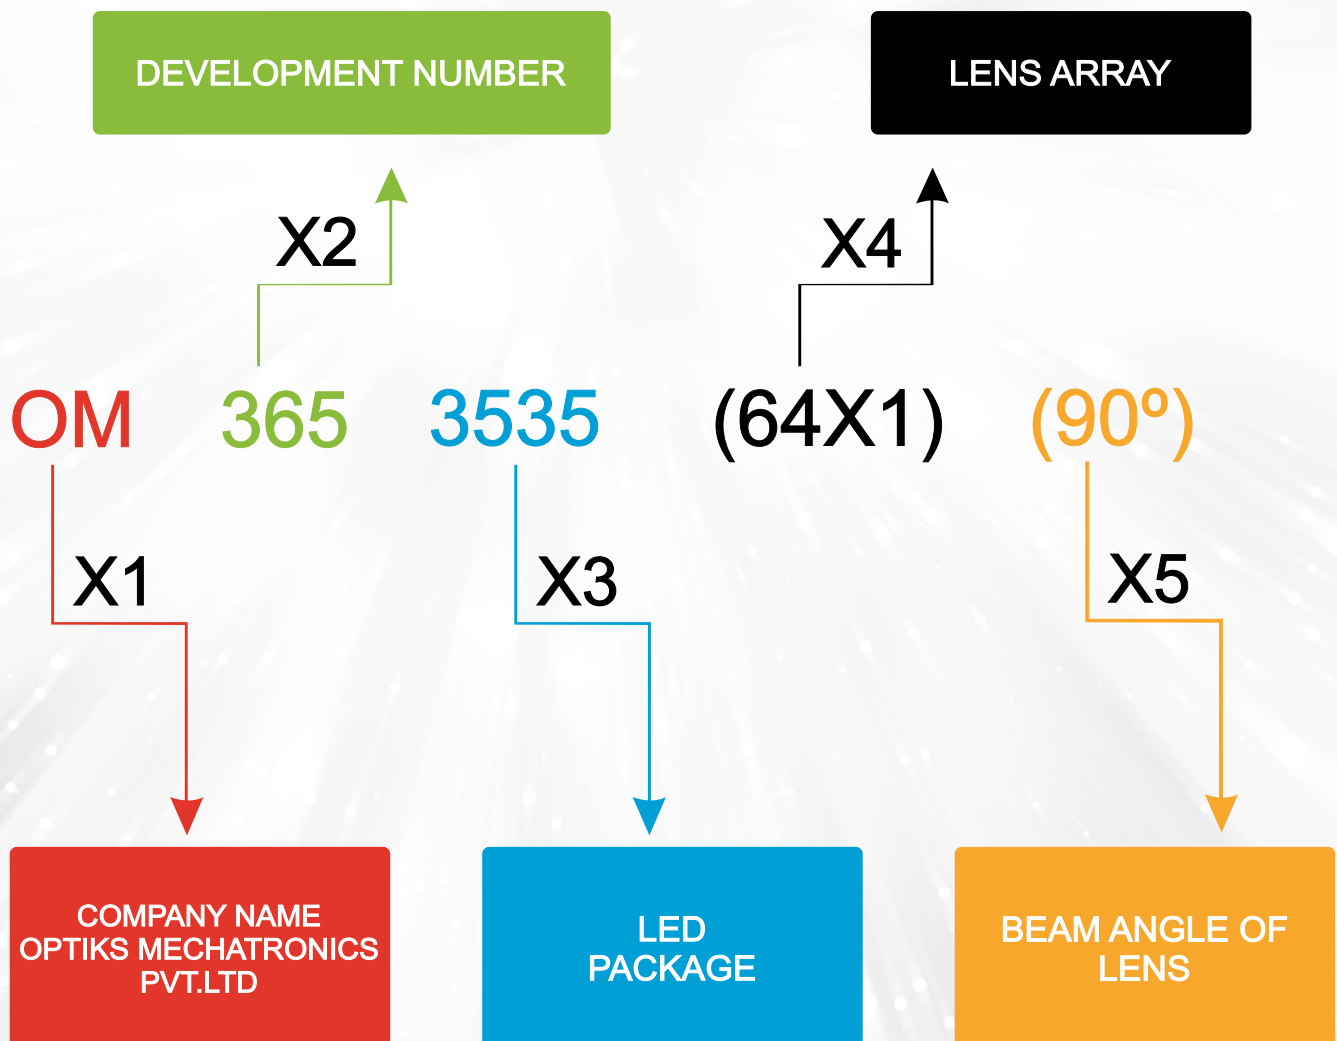 DEVELOPMENT NUMBER
LENS ARRAY
X2
X4
OM 365 3535 (64X1) (90º)
X1
X3
X5
COMPANY NAME
OPTIKS MECHATRONICS
PVT.LTD
LED
PACKAGE
BEAM ANGLE OF
LENS